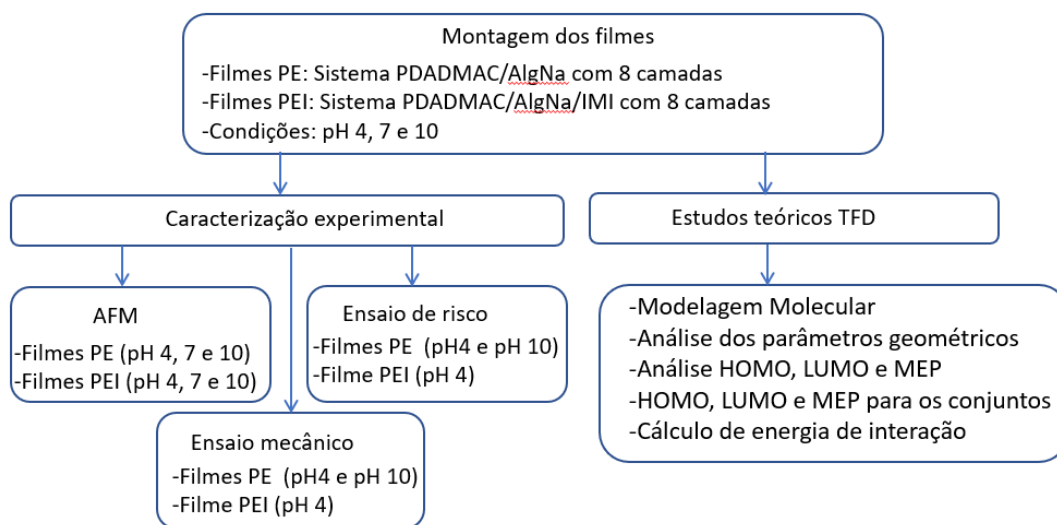 Montagem dos filmes
-Filmes PE: Sistema PDADMAC/AlgNa com 8 camadas
-Filmes PEI: Sistema PDADMAC/AlgNa/IMI com 8 camadas
-Condições: pH 4, 7 e 10
Caracterização experimental
Estudos teóricos TFD
AFM
-Filmes PE (pH 4, 7 e 10)
-Filmes PEI (pH 4, 7 e 10)
Ensaio de risco
-Filmes PE (pH4 e pH 10)
-Filme PEI (pH 4)
Ensaio mecânico
-Filmes PE (pH4 e pH 10)
-Filme PEI (pH 4)
-Modelagem Molecular
-Análise dos parâmetros geométricos
-Análise HOMO, LUMO e MEP
-HOMO, LUMO e MEP para os conjuntos
-Cálculo de energia de interação